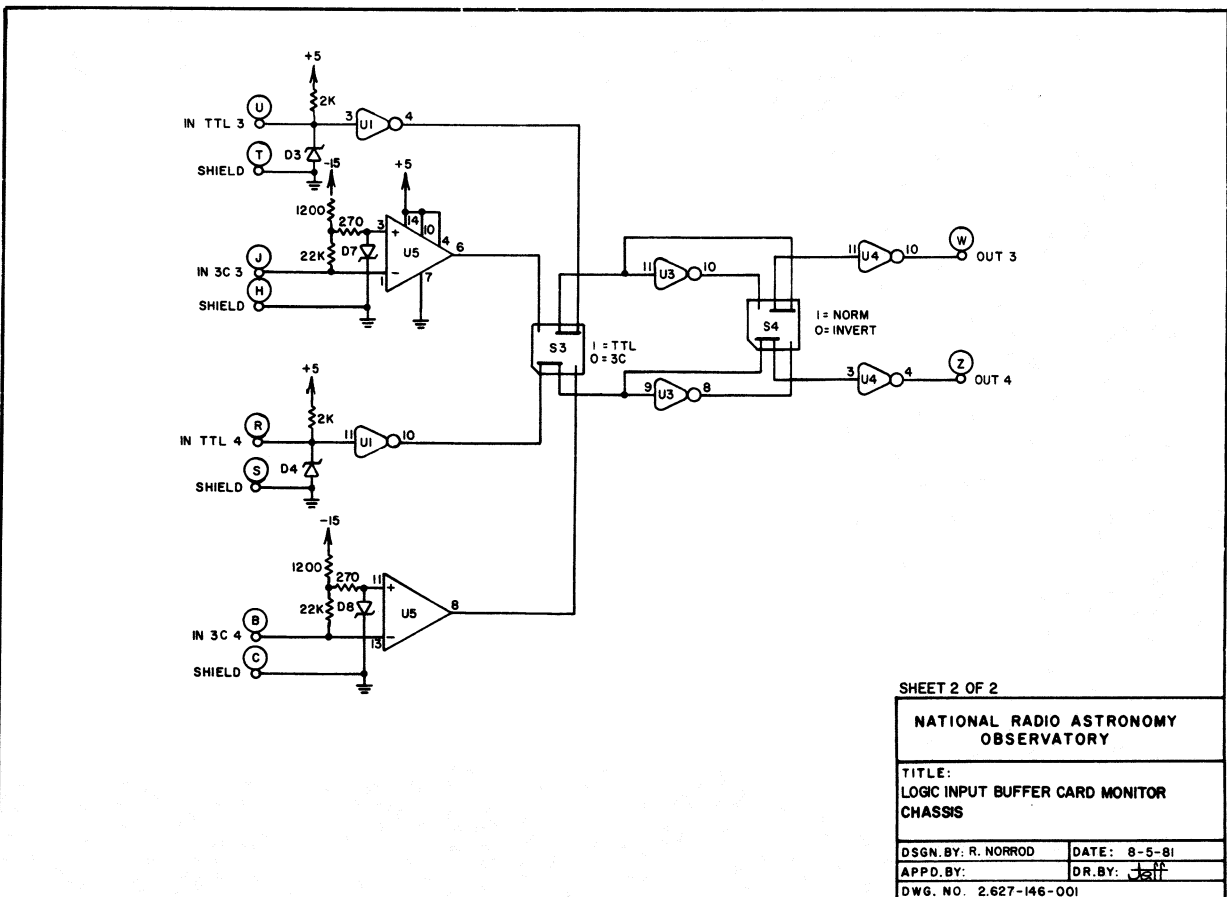 +5
2K
U
IN TTL 3
3
U1
4
T
SHIELD
D3
-15
+5
1200
270
3
+
14
10
4
6
U5
J
IN 3C 3
22K
D7
-
1
7
H
SHIELD
11
U3
10
11
U4
10
W
OUT 3
S3
1 = TTL
0 = 3C
S4
1 = NORM
0 = INVERT
9
U3
8
3
U4
4
Z
OUT 4
+5
2K
R
IN TTL 4
11
U1
10
S
SHIELD
D4
-15
1200
270
11
+
U5
8
22K
D8
B
IN 3C 4
-
13
C
SHIELD
SHEET 2 OF 2
NATIONAL RADIO ASTRONOMY
OBSERVATORY
TITLE:
LOGIC INPUT BUFFER CARD MONITOR
CHASSIS
DSGN. BY: R. NORROD
DATE: 8-5-81
APPD. BY:
DR. BY: Jeff
DWG. NO. 2.627-146-001